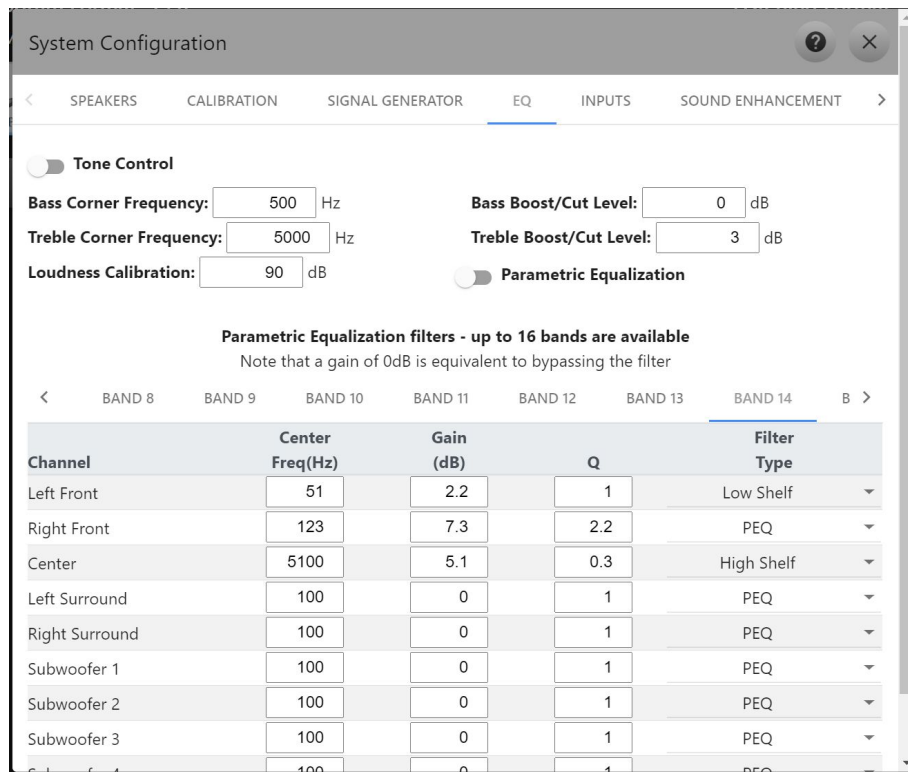 System Configuration
SPEAKERS CALIBRATION SIGNAL GENERATOR EQ INPUTS SOUND ENHANCEMENT
Tone Control
Bass Corner Frequency: 500 Hz Bass Boost/Cut Level: 0 dB
Treble Corner Frequency: 5000 Hz Treble Boost/Cut Level: 3 dB
Loudness Calibration: 90 dB Parametric Equalization
Parametric Equalization filters - up to 16 bands are available
Note that a gain of 0dB is equivalent to bypassing the filter
BAND 8 BAND 9 BAND 10 BAND 11 BAND 12 BAND 13 BAND 14 B
Center Gain Filter
Channel Freq(Hz) (dB) Q Type
Left Front 51 2.2 1 Low Shelf
Right Front 123 7.3 2.2 PEQ
Center 5100 5.1 0.3 High Shelf
Left Surround 100 0 1 PEQ
Right Surround 100 0 1 PEQ
Subwoofer 1 100 0 1 PEQ
Subwoofer 2 100 0 1 PEQ
Subwoofer 3 100 0 1 PEQ